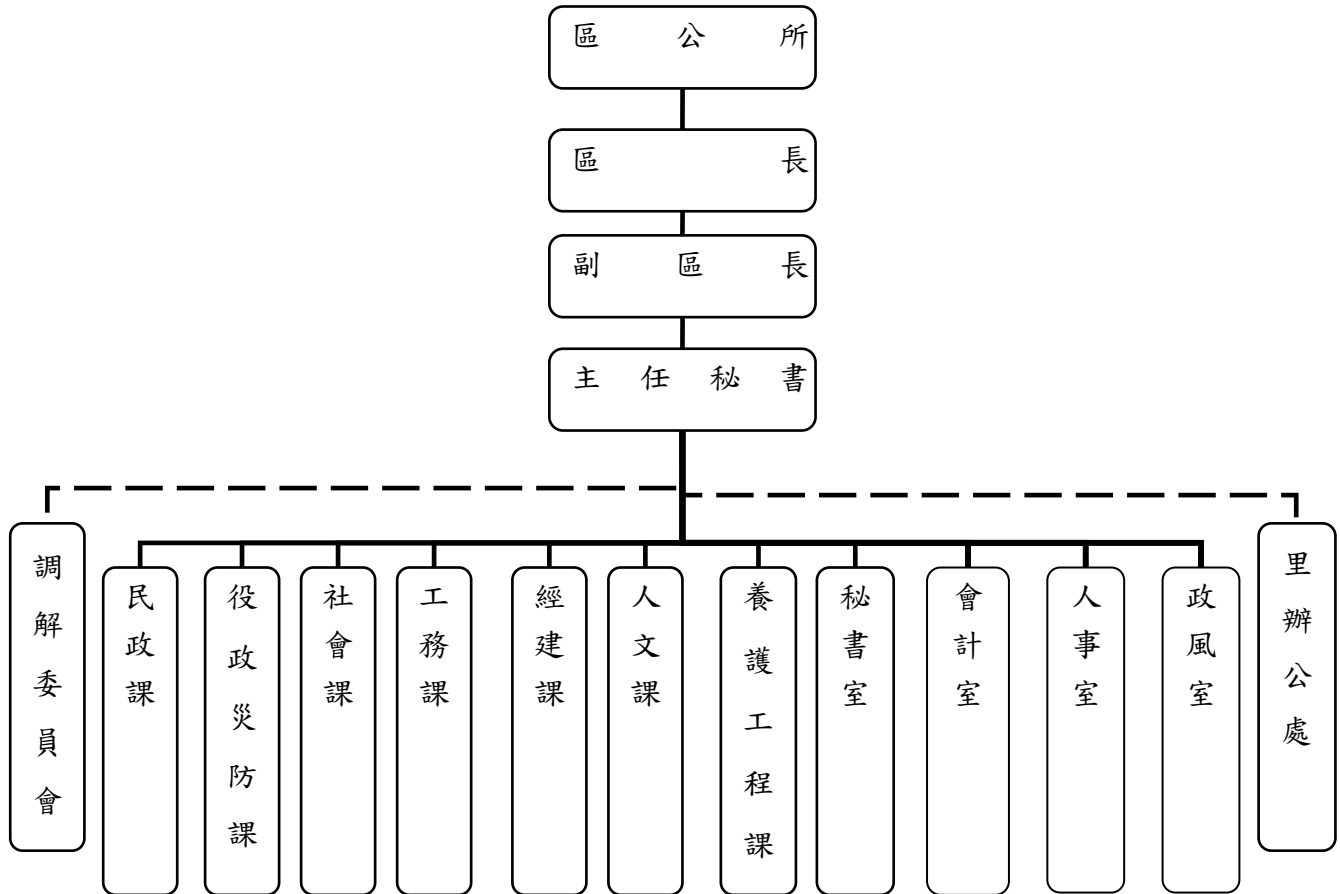 區公所
區長
副區長
主任秘書
調解委員會
民政課
役政災防課
社會課
工務課
經建課
人文課
養護工程課
秘書室
會計室
人事室
政風室
里辦公處